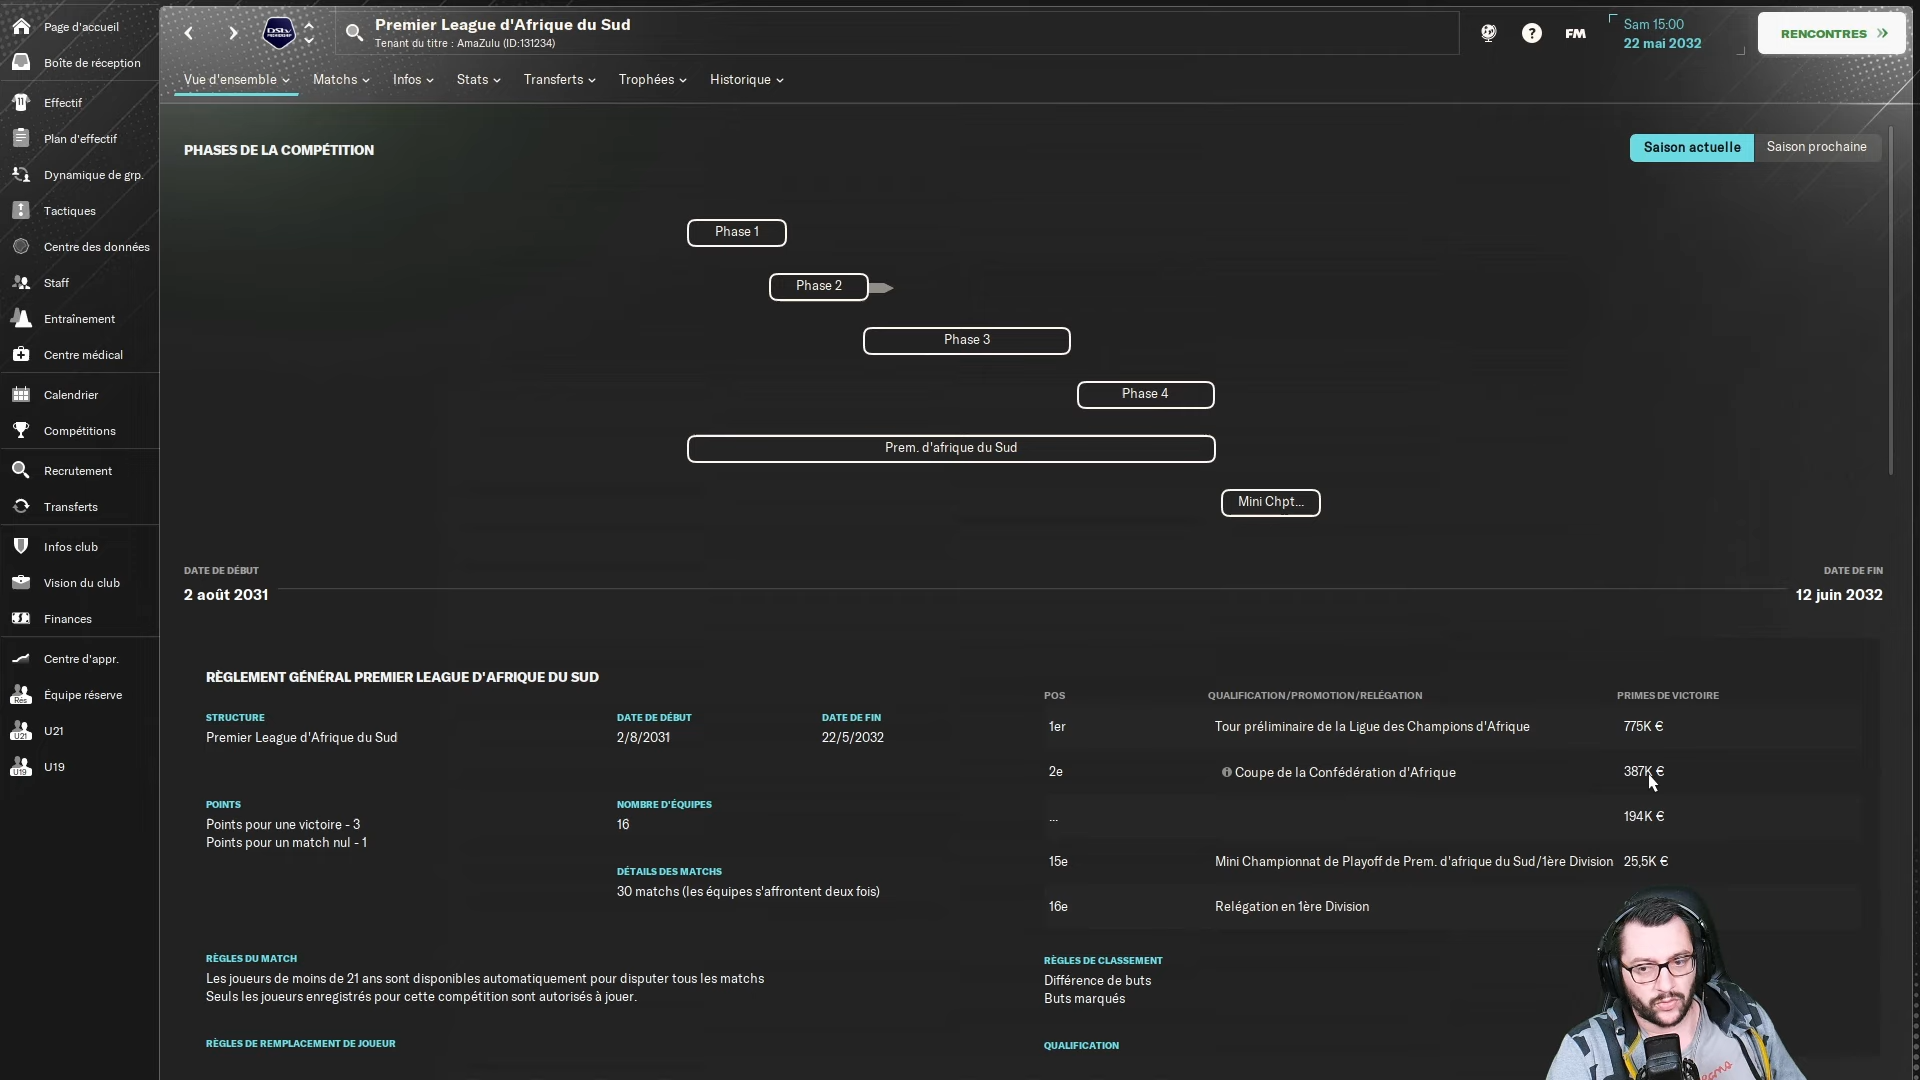 Page d'accueil
Boîte de réception
Effectif
Plan d'effectif
Dynamique de grp.
Tactiques
Centre des données
Staff
Entraînement
Centre médical
Calendrier
Compétitions
Recrutement
Transferts
Infos club
Vision du club
Finances
Centre d'appr.
Rés
Équipe réserve
U21
U21
U19
U19
DStv
PREMIERSHIP
Premier League d'Afrique du Sud
Tenant du titre : AmaZulu (ID:131234)
?
FM
Sam 15:00
22 mai 2032
RENCONTRES
Vue d'ensemble
Matchs
Infos
Stats
Transferts
Trophées
Historique
PHASES DE LA COMPÉTITION
Saison actuelle
Saison prochaine
Phase 1
Phase 2
Phase 3
Phase 4
Prem. d'afrique du Sud
Mini Chpt...
DATE DE DÉBUT
2 août 2031
DATE DE FIN
12 juin 2032
RÈGLEMENT GÉNÉRAL PREMIER LEAGUE D'AFRIQUE DU SUD
STRUCTURE
Premier League d'Afrique du Sud
DATE DE DÉBUT
2/8/2031
DATE DE FIN
22/5/2032
POINTS
Points pour une victoire - 3
Points pour un match nul - 1
NOMBRE D'ÉQUIPES
16
DÉTAILS DES MATCHS
30 matchs (les équipes s'affrontent deux fois)
RÈGLES DU MATCH
Les joueurs de moins de 21 ans sont disponibles automatiquement pour disputer tous les matchs
Seuls les joueurs enregistrés pour cette compétition sont autorisés à jouer.
RÈGLES DE REMPLACEMENT DE JOUEUR
POS QUALIFICATION/PROMOTION/RELÉGATION PRIMES DE VICTOIRE
1er Tour préliminaire de la Ligue des Champions d'Afrique 775K €
2e Coupe de la Confédération d'Afrique 387K €
... 194K €
15e Mini Championnat de Playoff de Prem. d'afrique du Sud/1ère Division 25,5K €
16e Relégation en 1ère Division
RÈGLES DE CLASSEMENT
Différence de buts
Buts marqués
QUALIFICATION